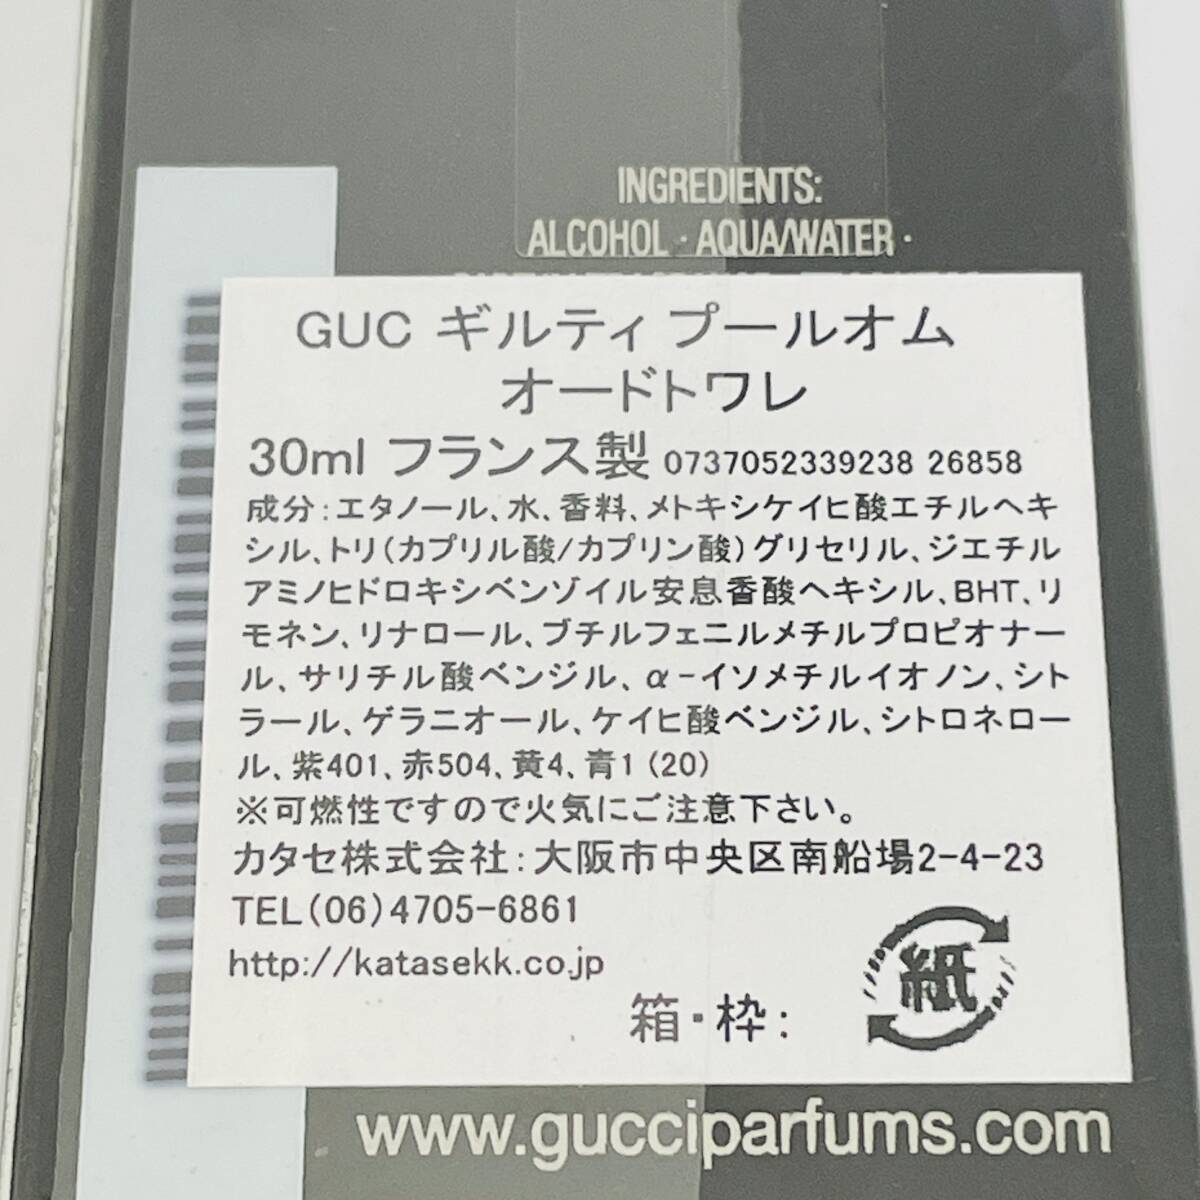 INGREDIENTS:
ALCOHOL · AQUA/WATER ·
GUC ギルティ プールオム
オードトワレ
30ml フランス製 0737052339238 26858
成分:エタノール、水、香料、メトキシケイヒ酸エチルヘキ
シル、トリ(カプリル酸/カプリン酸)グリセリル、ジエチル
アミノヒドロキシベンゾイル安息香酸ヘキシル、BHT、リ
モネン、リナロール、ブチルフェニルメチルプロピオナー
ル、サリチル酸ベンジル、α-イソメチルイオノン、シト
ラール、ゲラニオール、ケイヒ酸ベンジル、シトロネロー
ル、紫401、赤504、黄4、青1(20)
※可燃性ですので火気にご注意下さい。
カタセ株式会社:大阪市中央区南船場2-4-23
TEL(06)4705-6861
http://katasekk.co.jp
箱・枠:
紙
www.gucciparfums.com